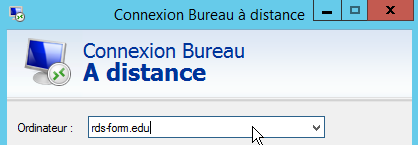 Connexion Bureau à distance
Connexion Bureau
A distance
Ordinateur : rds-form.edu